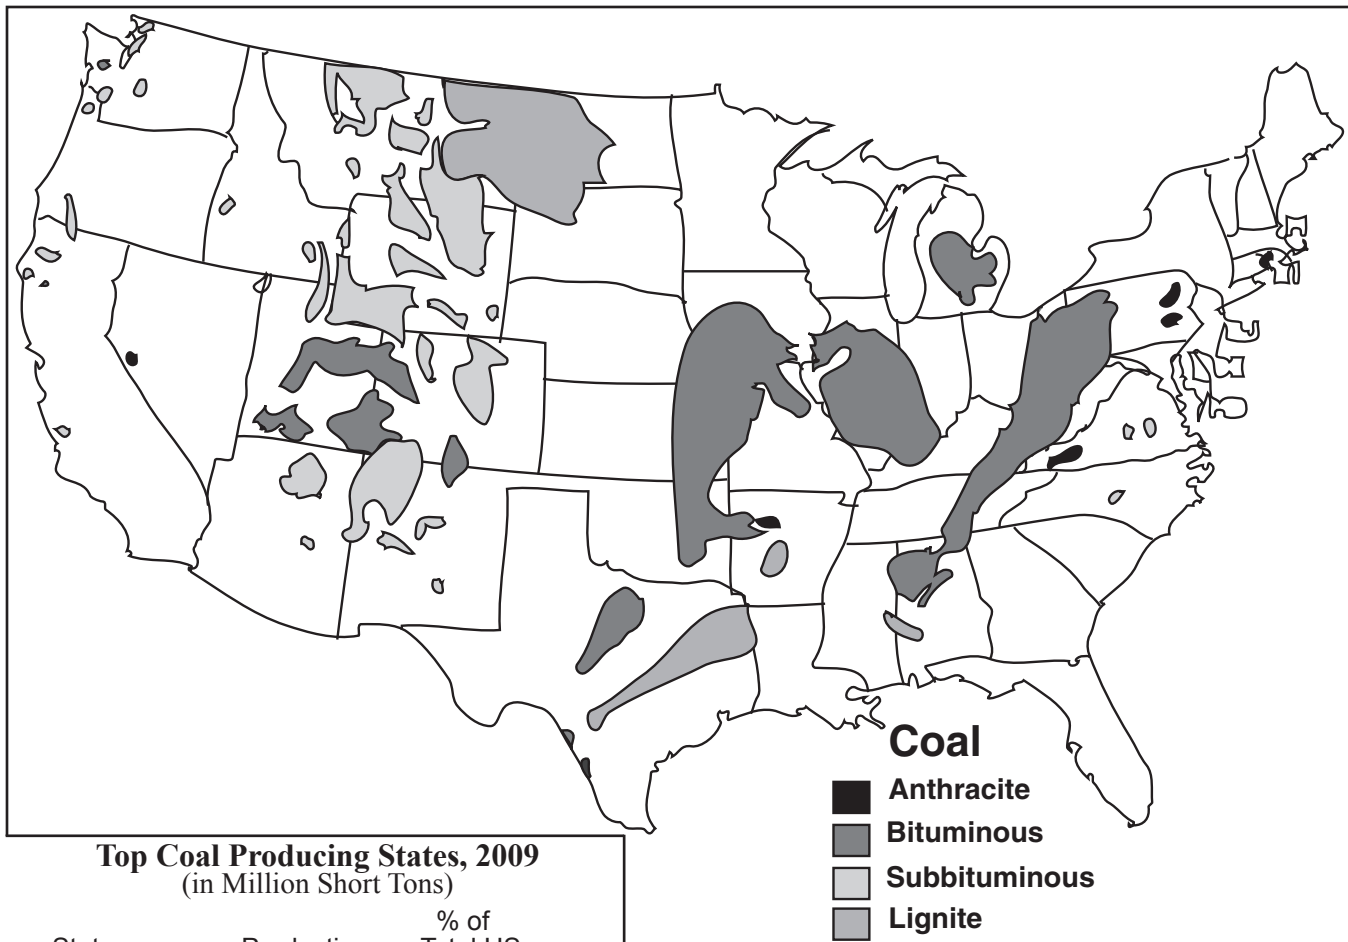 Coal
Anthracite
Bituminous
Subbituminous
Lignite
Top Coal Producing States, 2009
(in Million Short Tons)
% of